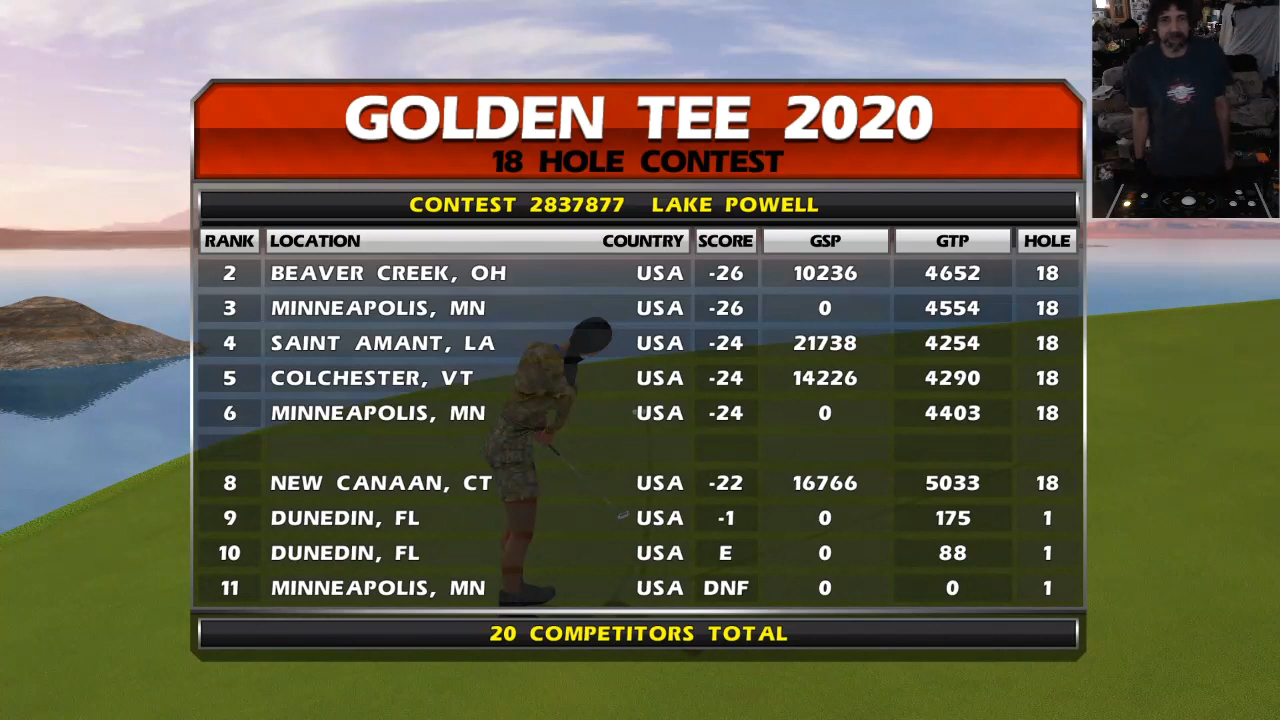 GOLDEN TEE 2020
18 HOLE CONTEST
CONTEST 2837877 LAKE POWELL
RANK LOCATION COUNTRY SCORE GSP GTP HOLE
2 BEAVER CREEK, OH USA -26 10236 4652 18
3 MINNEAPOLIS, MN USA -26 0 4554 18
4 SAINT AMANT, LA USA -24 21738 4254 18
5 COLCHESTER, VT USA -24 14226 4290 18
6 MINNEAPOLIS, MN USA -24 0 4403 18
8 NEW CANAAN, CT USA -22 16766 5033 18
9 DUNEDIN, FL USA -1 0 175 1
10 DUNEDIN, FL USA E 0 88 1
11 MINNEAPOLIS, MN USA DNF 0 0 1
20 COMPETITORS TOTAL